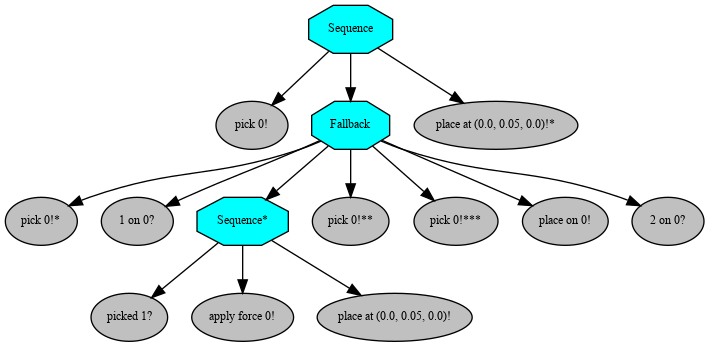 Sequence
pick 0!
Fallback
place at (0.0, 0.05, 0.0)!*
pick 0!*
1 on 0?
Sequence*
pick 0!**
pick 0!***
place on 0!
2 on 0?
picked 1?
apply force 0!
place at (0.0, 0.05, 0.0)!